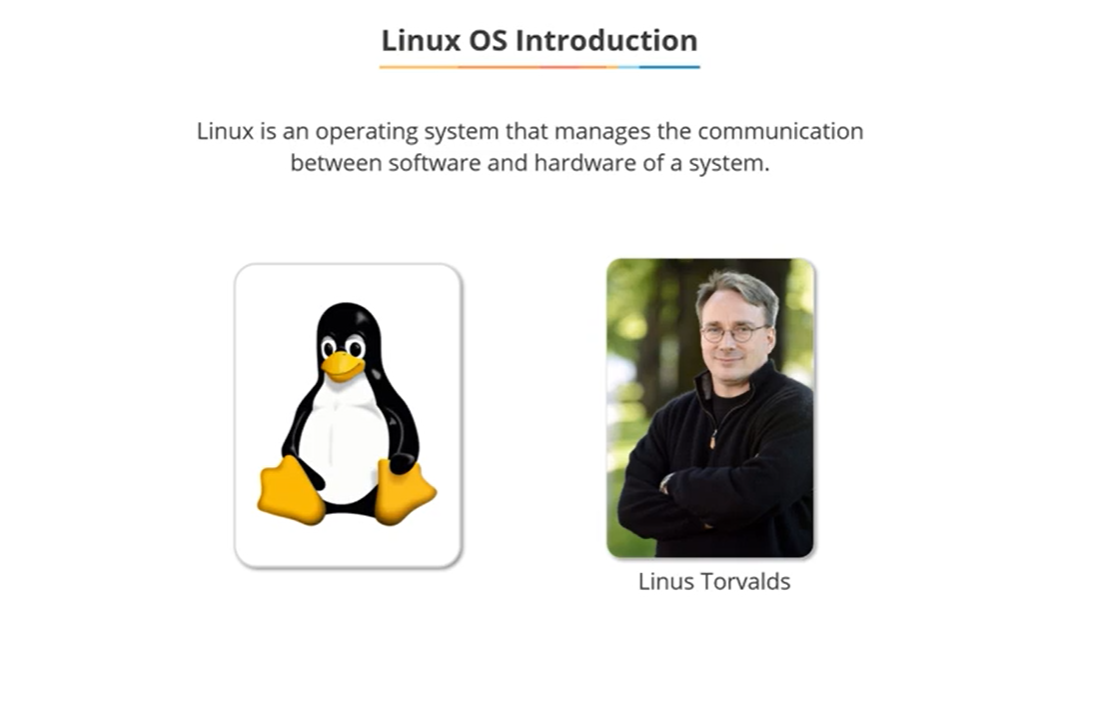 Linux OS Introduction
Linux is an operating system that manages the communication
between software and hardware of a system.
Linus Torvalds